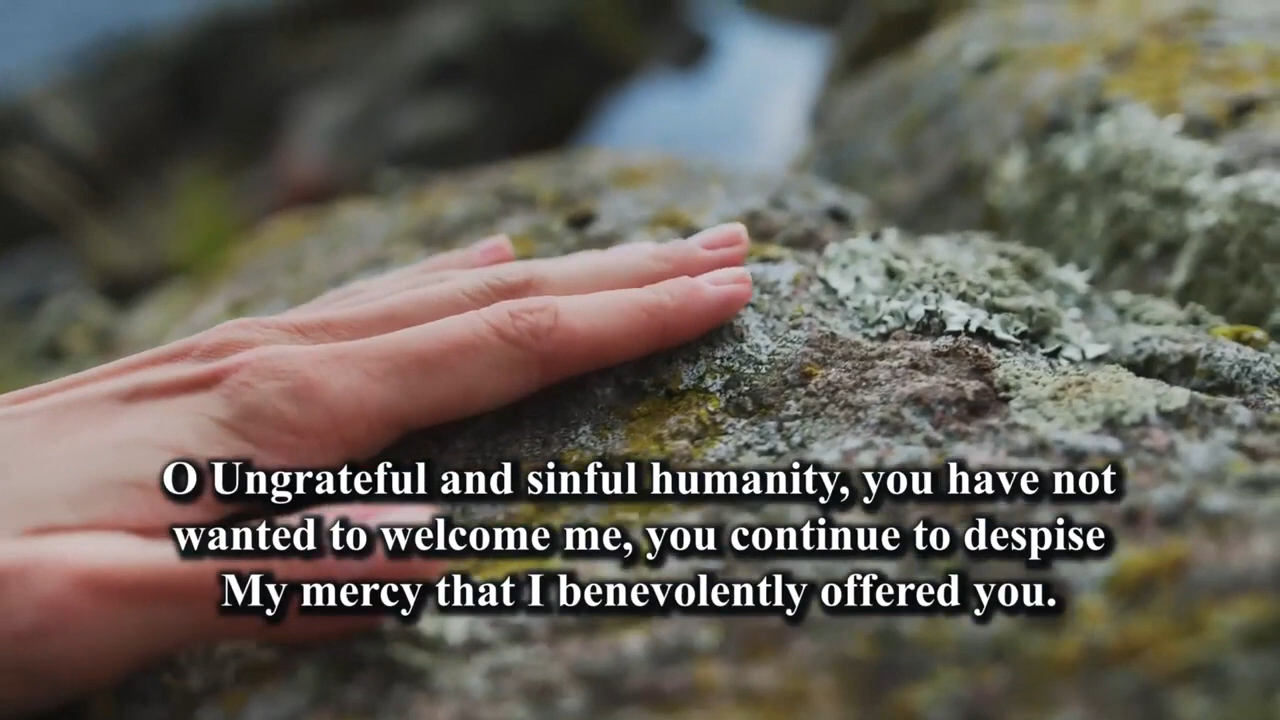 O Ungrateful and sinful humanity, you have not
wanted to welcome me, you continue to despise
My mercy that I benevolently offered you.